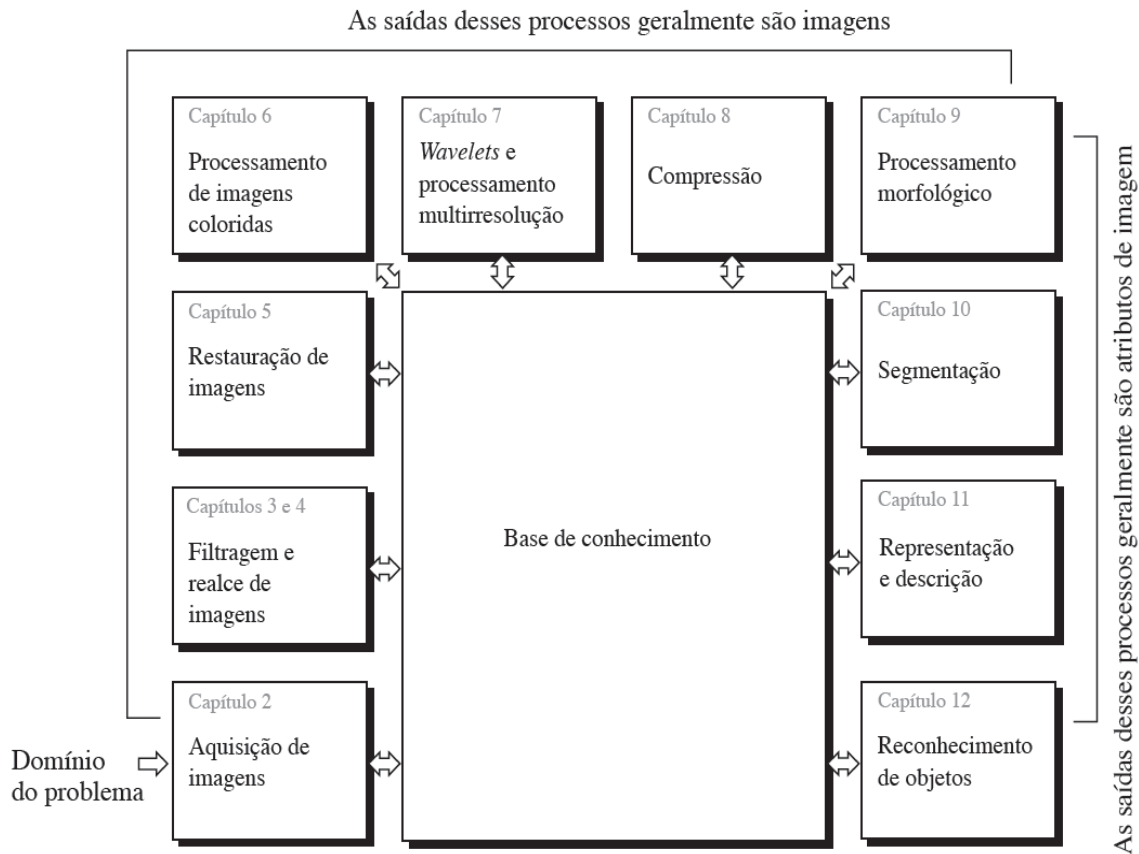 As saídas desses processos geralmente são imagens
Capítulo 6
Processamento
de imagens
coloridas
Capítulo 7
Wavelets e
processamento
multirresolução
Capítulo 8
Compressão
Capítulo 9
Processamento
morfológico
Capítulo 5
Restauração de
imagens
Capítulo 10
Segmentação
Capítulos 3 e 4
Filtragem e
realce de
imagens
Base de conhecimento
Capítulo 11
Representação
e descrição
Capítulo 2
Aquisição de
imagens
Capítulo 12
Reconhecimento
de objetos
Domínio
do problema
As saídas desses processos geralmente são atributos de imagem